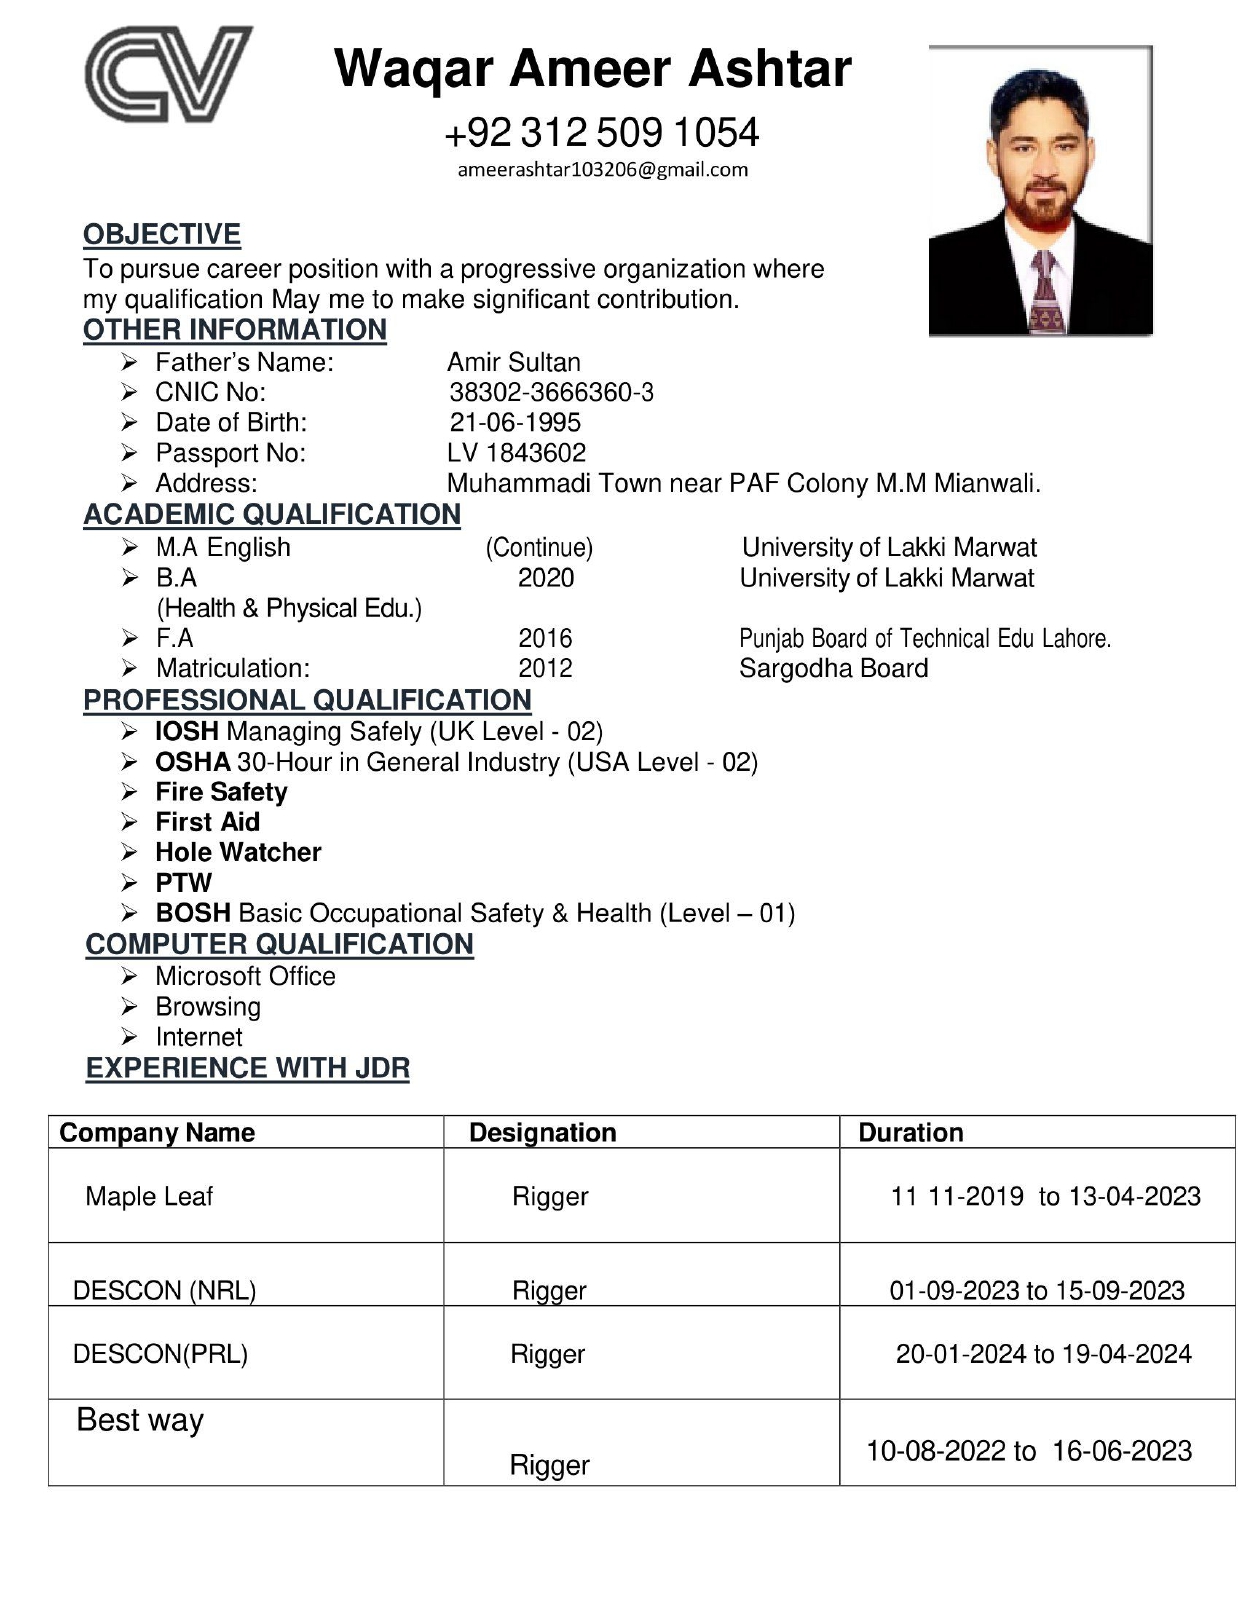 CV
Waqar Ameer Ashtar
+92 312 509 1054
ameerashtar103206@gmail.com
OBJECTIVE
To pursue career position with a progressive organization where
my qualification May me to make significant contribution.
OTHER INFORMATION
➢ Father’s Name: Amir Sultan
➢ CNIC No: 38302-3666360-3
➢ Date of Birth: 21-06-1995
➢ Passport No: LV 1843602
➢ Address: Muhammadi Town near PAF Colony M.M Mianwali.
ACADEMIC QUALIFICATION
➢ M.A English (Continue) University of Lakki Marwat
➢ B.A 2020 University of Lakki Marwat
(Health & Physical Edu.)
➢ F.A 2016 Punjab Board of Technical Edu Lahore.
➢ Matriculation: 2012 Sargodha Board
PROFESSIONAL QUALIFICATION
➢ IOSH Managing Safely (UK Level - 02)
➢ OSHA 30-Hour in General Industry (USA Level - 02)
➢ Fire Safety
➢ First Aid
➢ Hole Watcher
➢ PTW
➢ BOSH Basic Occupational Safety & Health (Level – 01)
COMPUTER QUALIFICATION
➢ Microsoft Office
➢ Browsing
➢ Internet
EXPERIENCE WITH JDR
Company Name Designation Duration
Maple Leaf Rigger 11 11-2019 to 13-04-2023
DESCON (NRL) Rigger 01-09-2023 to 15-09-2023
DESCON(PRL) Rigger 20-01-2024 to 19-04-2024
Best way Rigger 10-08-2022 to 16-06-2023